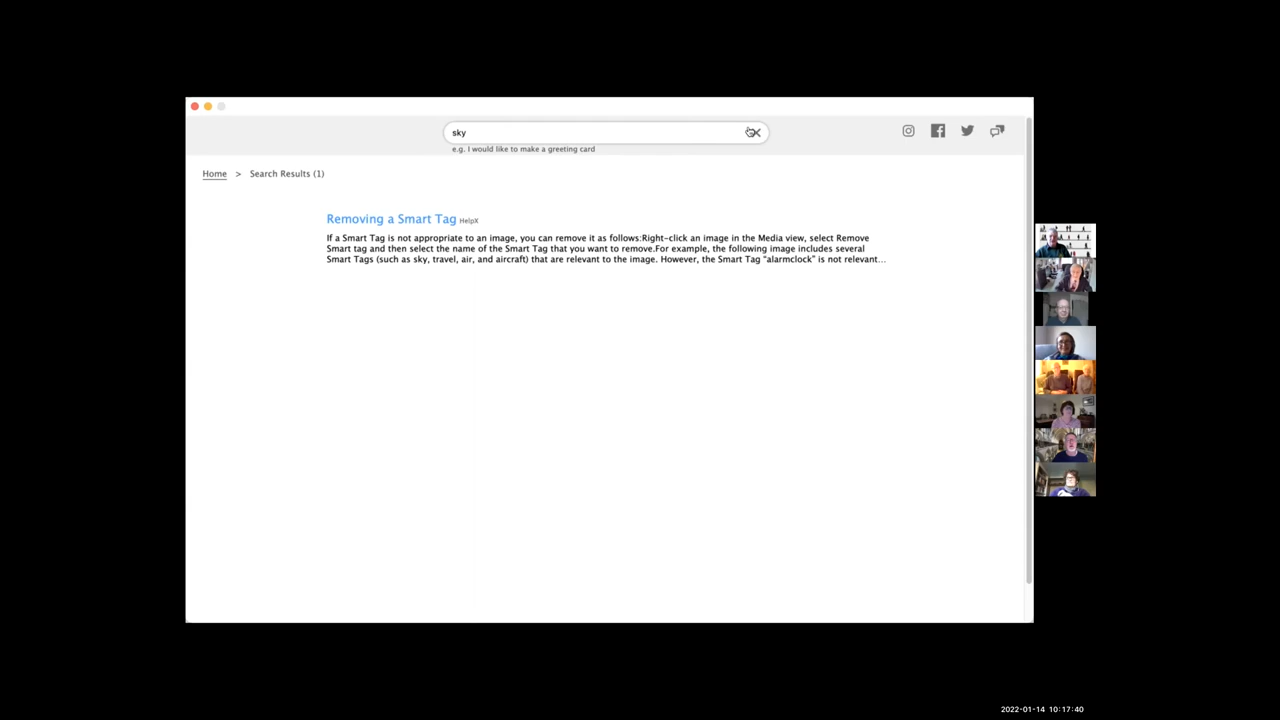 sky
e.g. I would like to make a greeting card
Home > Search Results (1)
Removing a Smart Tag HelpX
If a Smart Tag is not appropriate to an image, you can remove it as follows:Right-click an image in the Media view, select Remove
Smart tag and then select the name of the Smart Tag that you want to remove.For example, the following image includes several
Smart Tags (such as sky, travel, air, and aircraft) that are relevant to the image. However, the Smart Tag “alarmclock” is not relevant...
2022-01-14 10:17:40